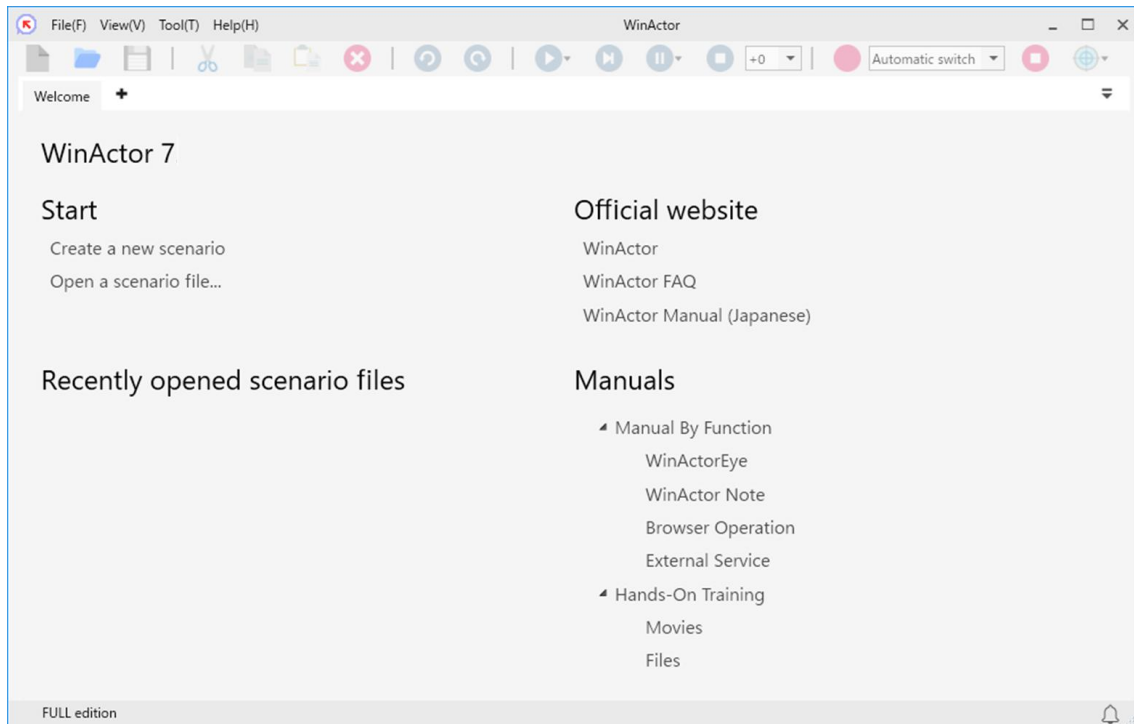 File(F) View(V) Tool(T) Help(H) WinActor
+0 Automatic switch
Welcome
WinActor 7
Start
Create a new scenario
Open a scenario file...
Official website
WinActor
WinActor FAQ
WinActor Manual (Japanese)
Recently opened scenario files
Manuals
Manual By Function
WinActorEye
WinActor Note
Browser Operation
External Service
Hands-On Training
Movies
Files
FULL edition